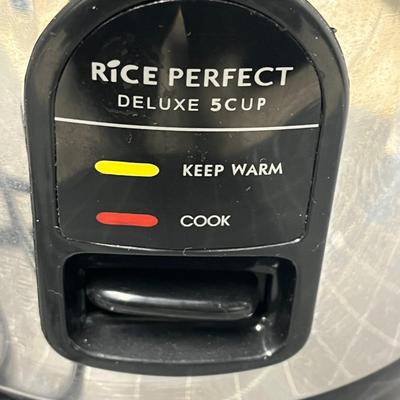 RiCE PERFECT
DELUXE 5CUP
KEEP WARM
COOK